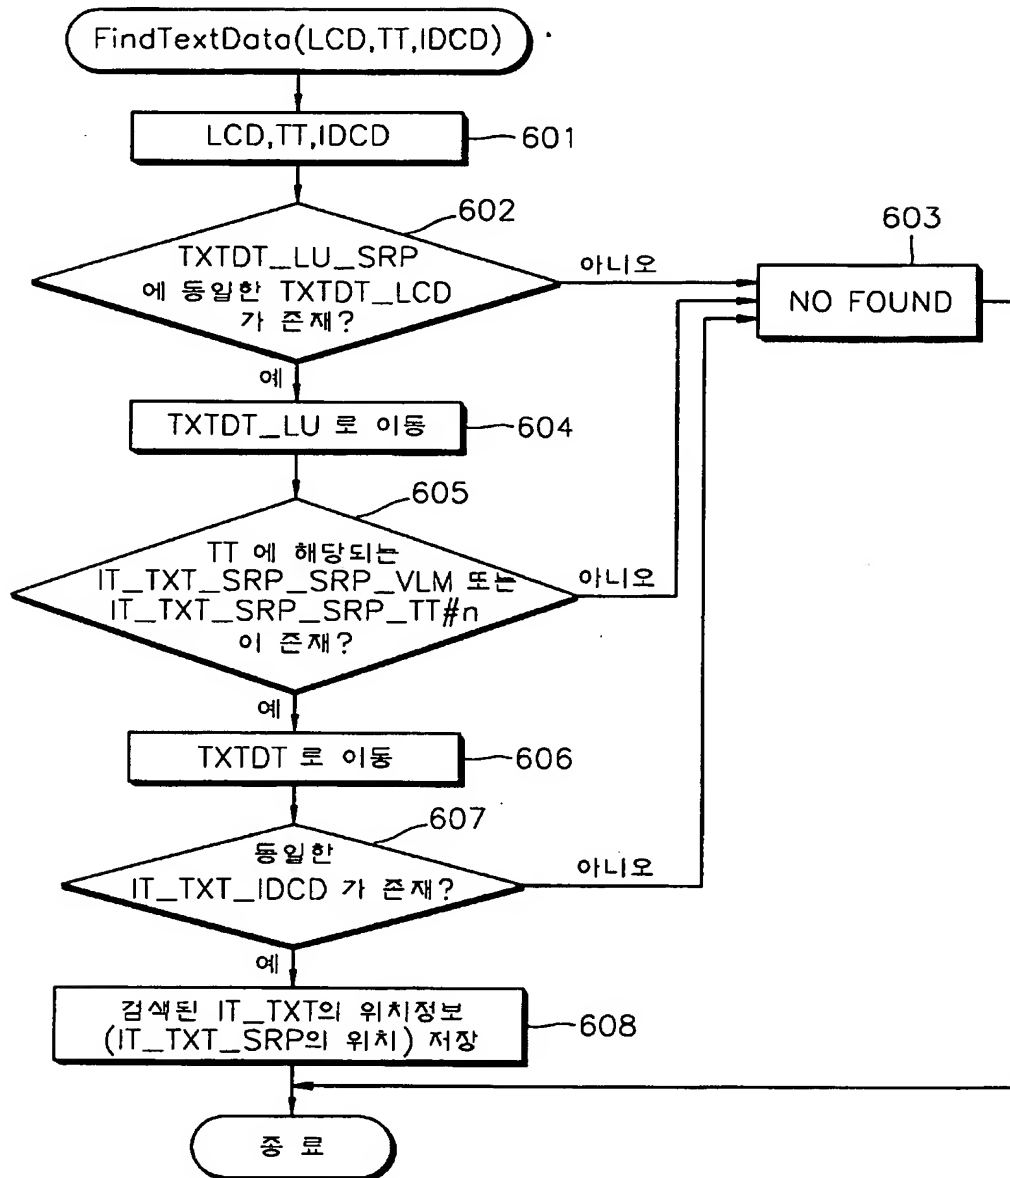 FindTextData(LCD,TT,IDCD)
LCD,TT,IDCD
601
602
TXTDT_LU_SRP
에 동일한 TXTDT_LCD
가 존재?
아니오
603
NO FOUND
예
TXTDT_LU 로 이동
604
605
TT 에 해당되는
IT_TXT_SRP_SRP_VLM 또는
IT_TXT_SRP_SRP_TT#n
이 존재?
아니오
예
TXTDT 로 이동
606
607
동일한
IT_TXT_IDCD 가 존재?
아니오
예
검색된 IT_TXT의 위치정보
(IT_TXT_SRP의 위치) 저장
608
종 료